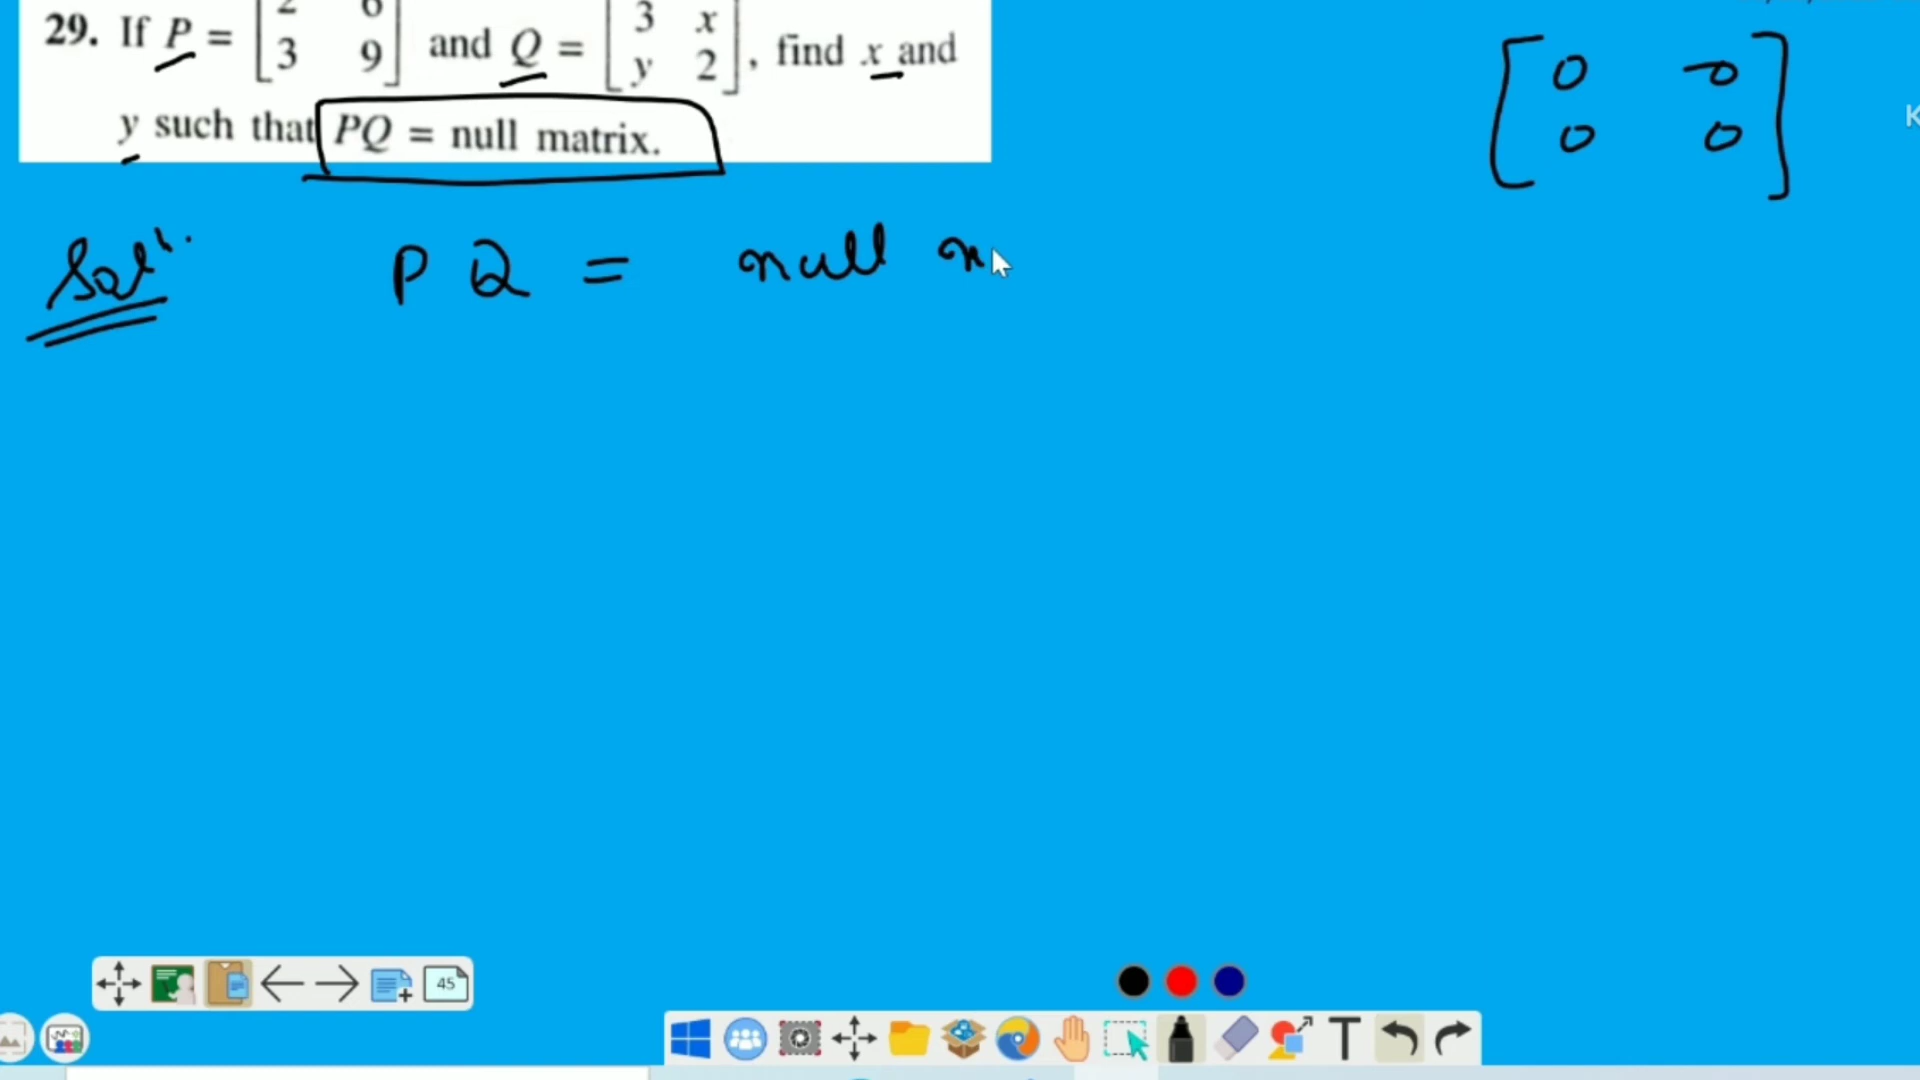 29. If P = [2 6 and Q = [3 x , find x and
3 9] y 2]
y such that PQ = null matrix.
[0 0
0 0]
K
Sol^n.
P Q = null m
45
T